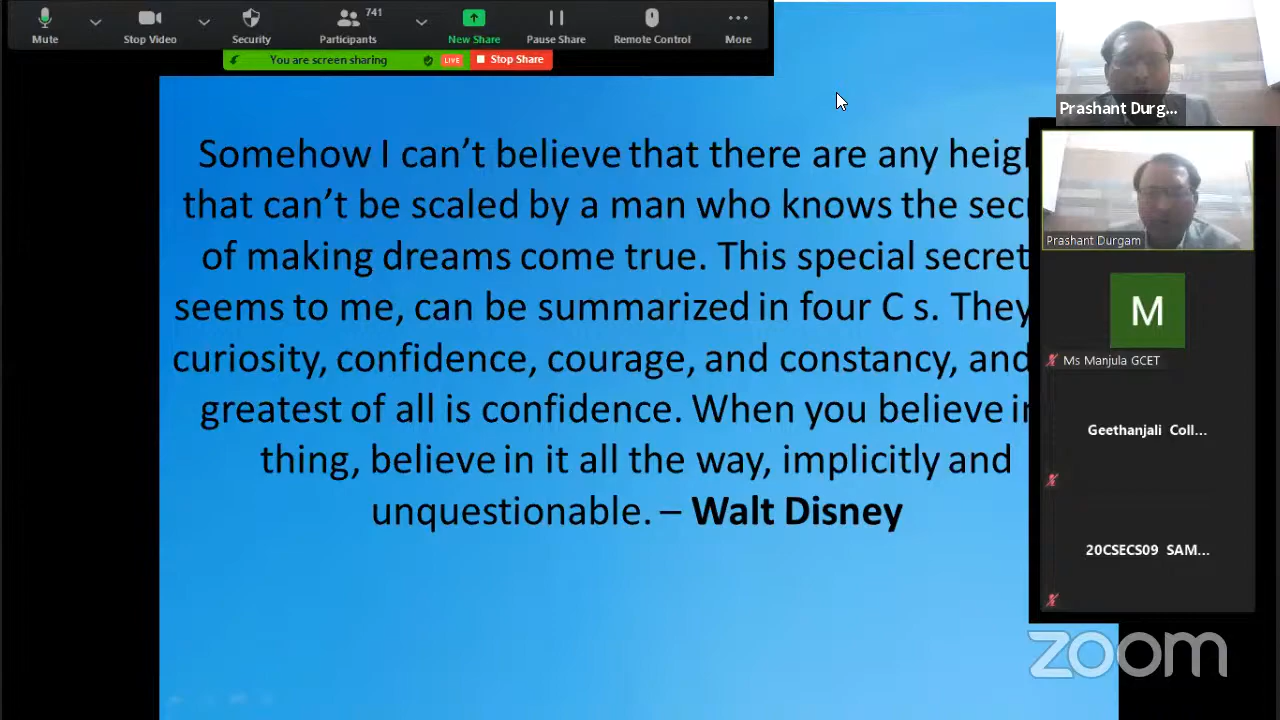 741
Mute
Stop Video
Security
Participants
New Share
Pause Share
Remote Control
More
You are screen sharing
LIVE
Stop Share
Prashant Durg...
Somehow I can’t believe that there are any
that can’t be scaled by a man who knows the
of making dreams come true. This special secret
seems to me, can be summarized in four C s. They
curiosity, confidence, courage, and constancy, and
greatest of all is confidence. When you believe
thing, believe in it all the way, implicitly and
unquestionable. – Walt Disney
Prashant Durgam
M
Ms Manjula GCET
Geethanjali Coll...
20CSECS09 SAM...
zoom